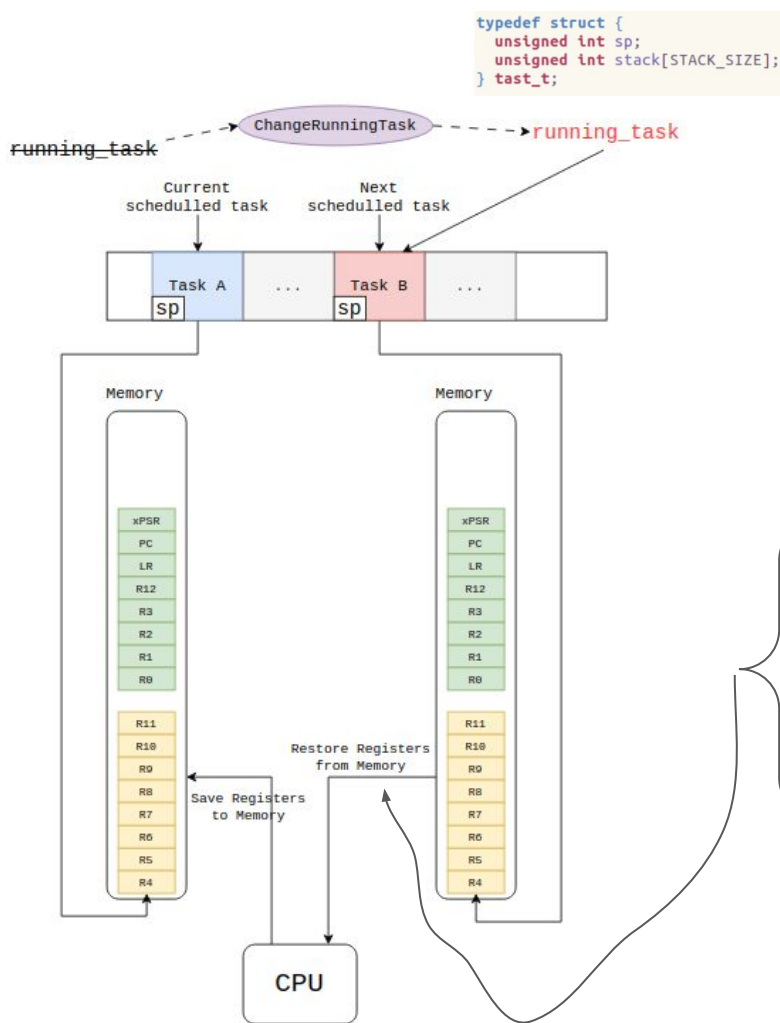 typedef struct {
unsigned int sp;
unsigned int stack[STACK_SIZE];
} tast_t;
running_task
ChangeRunningTask
running_task
Current
schedulled task
Next
schedulled task
Task A
...
Task B
...
sp
sp
Memory
Memory
xPSR
PC
LR
R12
R3
R2
R1
R0
R11
R10
R9
R8
R7
R6
R5
R4
xPSR
PC
LR
R12
R3
R2
R1
R0
R11
R10
R9
R8
R7
R6
R5
R4
Restore Registers
from Memory
Save Registers
to Memory
CPU